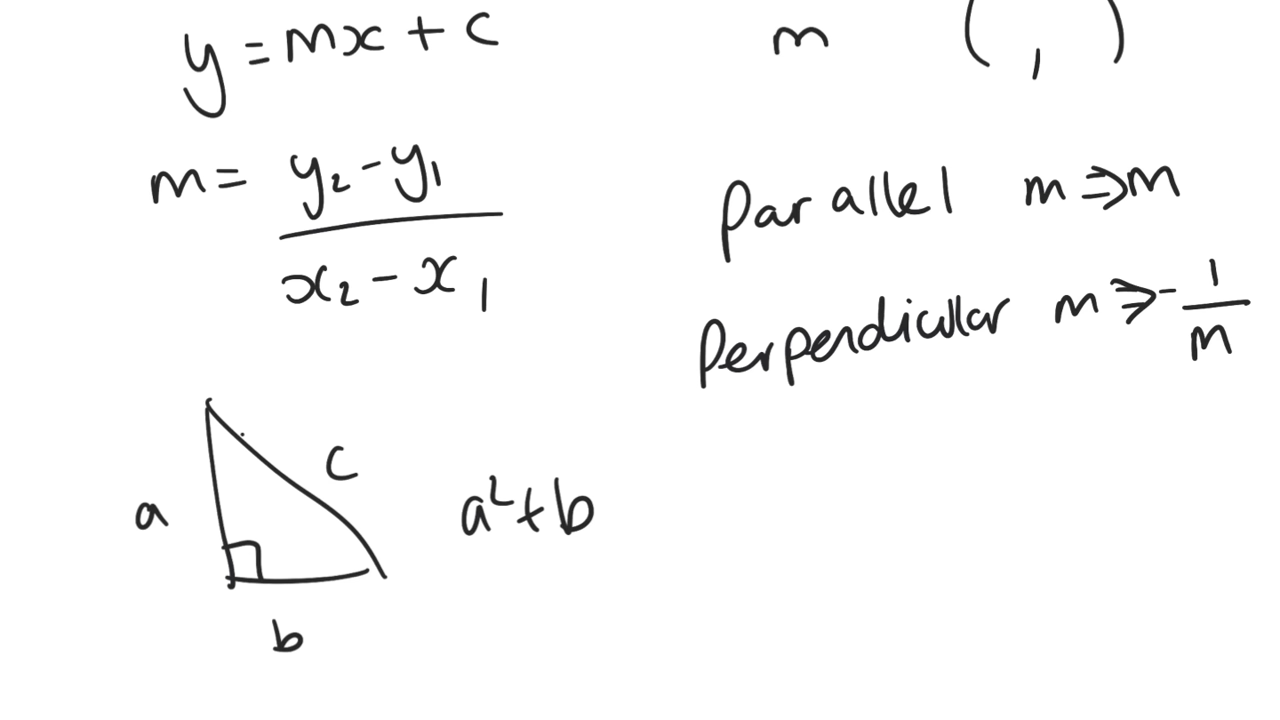 y = mx + c
m = y₂ - y₁ / x₂ - x₁
m ( , )
Parallel m ⇒ m
Perpendicular m ⇒ - 1/m
a
c
b
a² + b